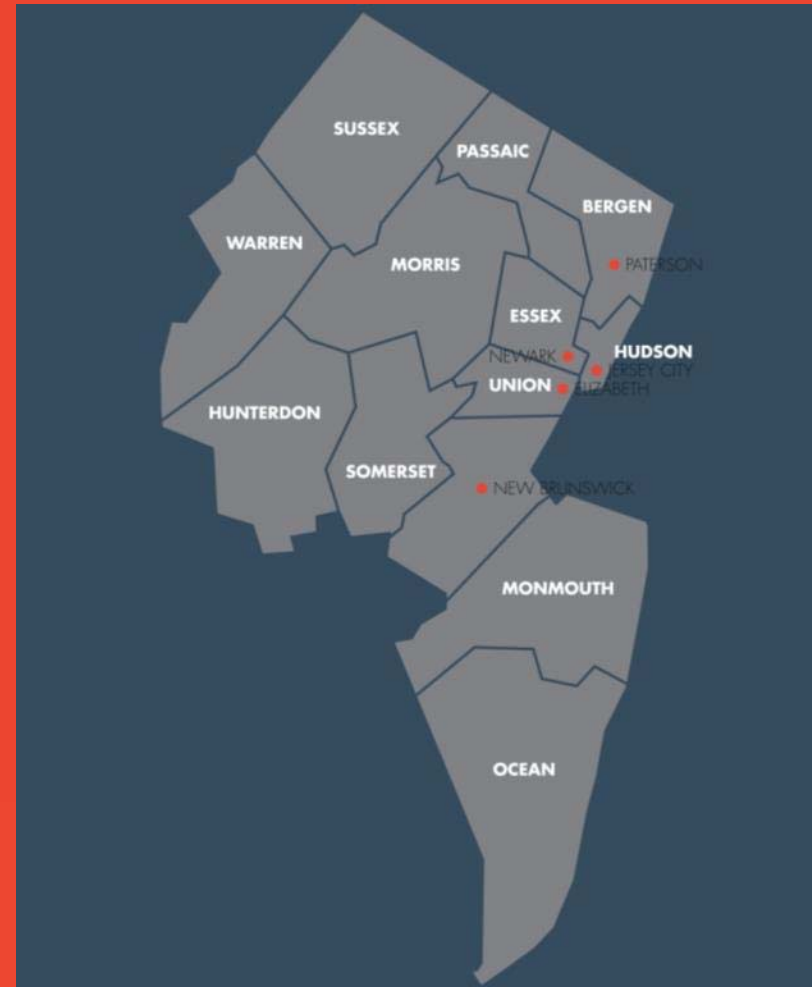 SUSSEX
PASSAIC
BERGEN
WARREN
MORRIS
PATERSON
ESSEX
HUDSON
NEWARK
JERSEY CITY
UNION
ELIZABETH
HUNTERDON
SOMERSET
NEW BRUNSWICK
MONMOUTH
OCEAN